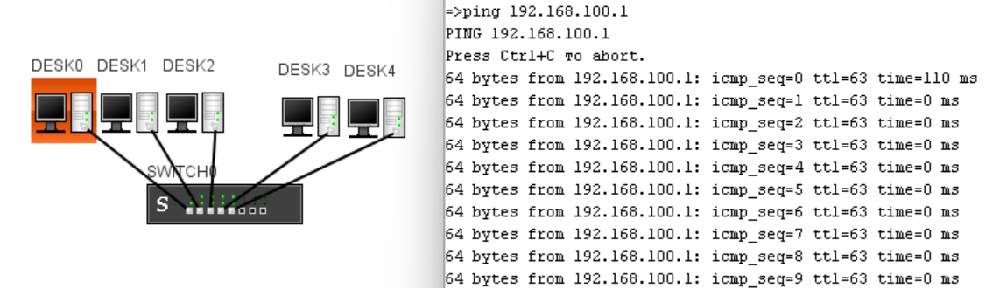 DESK0 DESK1 DESK2
DESK3 DESK4
SWITCH0
S
=>ping 192.168.100.1
PING 192.168.100.1
Press Ctrl+C то abort.
64 bytes from 192.168.100.1: icmp_seq=0 ttl=63 time=110 ms
64 bytes from 192.168.100.1: icmp_seq=1 ttl=63 time=0 ms
64 bytes from 192.168.100.1: icmp_seq=2 ttl=63 time=0 ms
64 bytes from 192.168.100.1: icmp_seq=3 ttl=63 time=0 ms
64 bytes from 192.168.100.1: icmp_seq=4 ttl=63 time=0 ms
64 bytes from 192.168.100.1: icmp_seq=5 ttl=63 time=0 ms
64 bytes from 192.168.100.1: icmp_seq=6 ttl=63 time=0 ms
64 bytes from 192.168.100.1: icmp_seq=7 ttl=63 time=0 ms
64 bytes from 192.168.100.1: icmp_seq=8 ttl=63 time=0 ms
64 bytes from 192.168.100.1: icmp_seq=9 ttl=63 time=0 ms